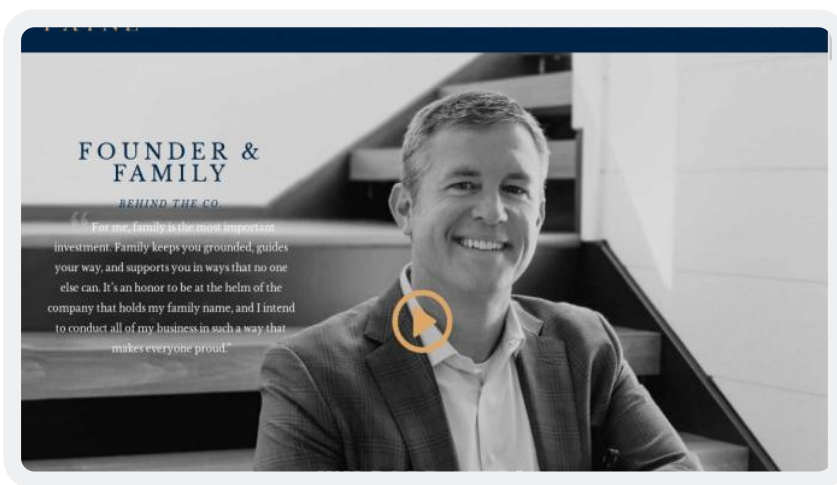 FOUNDER &
FAMILY
BEHIND THE CO.
“ For me, family is the most important
investment. Family keeps you grounded, guides
your way, and supports you in ways that no one
else can. It’s an honor to be at the helm of the
company that holds my family name, and I intend
to conduct all of my business in such a way that
makes everyone proud.”